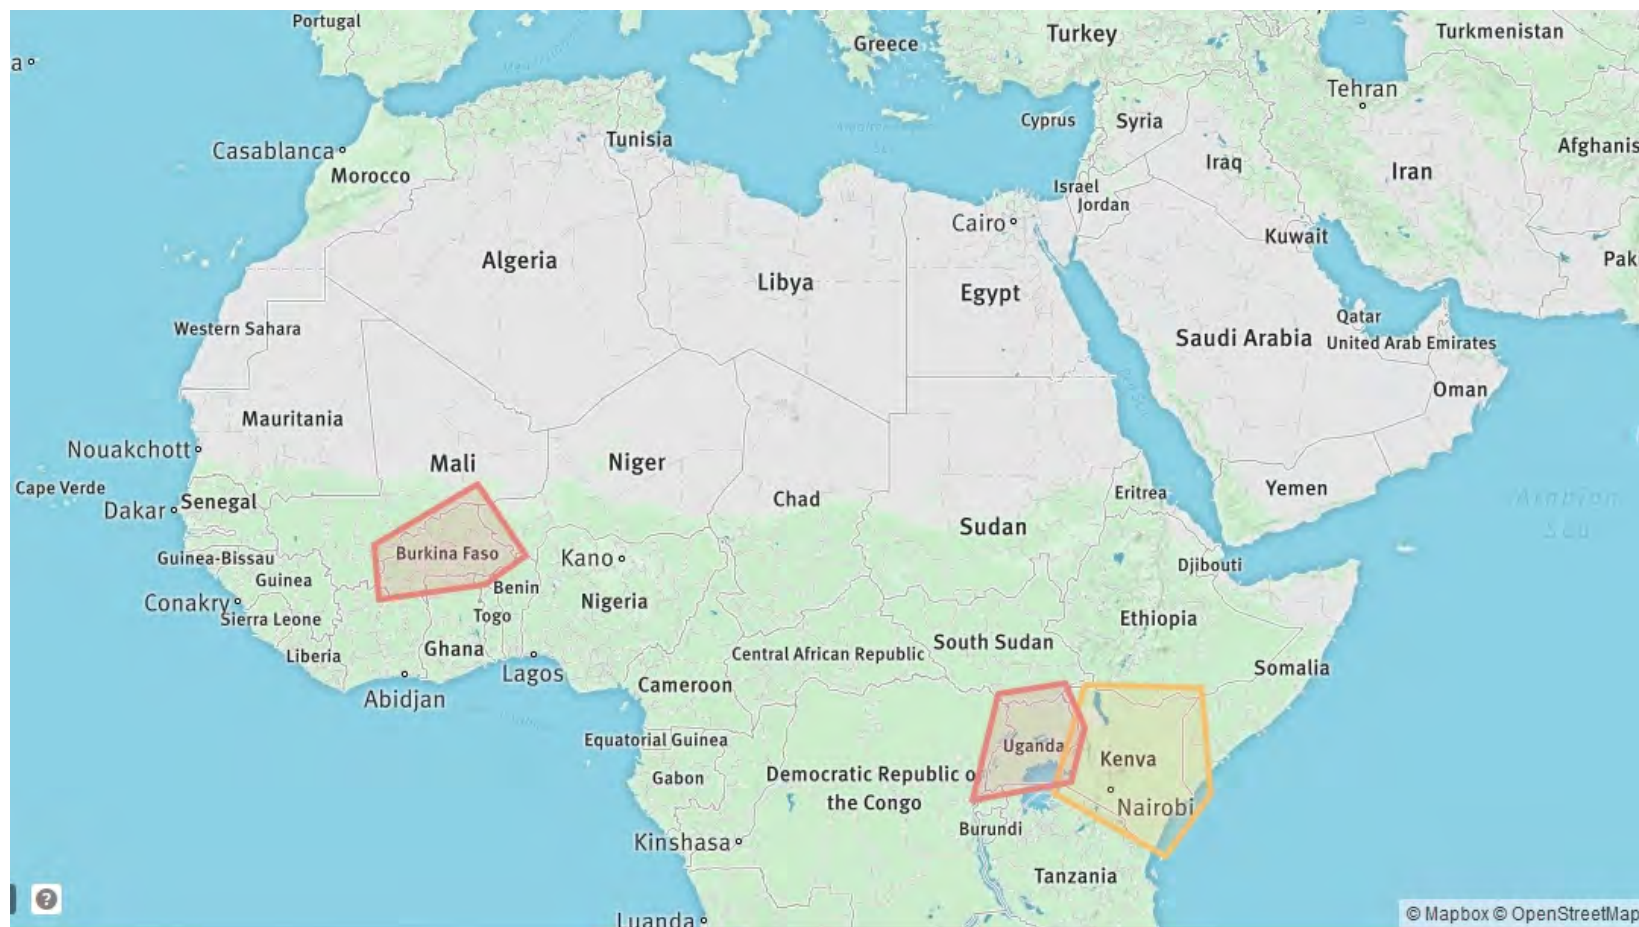 Portugal
Greece
Turkey
Turkmenistan
a
Tehran
Cyprus
Syria
Afghanis
Casablanca
Tunisia
Morocco
Iraq
Iran
Israel
Jordan
Cairo
Kuwait
Algeria
Libya
Egypt
Pak
Western Sahara
Qatar
Saudi Arabia
United Arab Emirates
Oman
Mauritania
Nouakchott
Mali
Niger
Cape Verde
Senegal
Chad
Eritrea
Yemen
Dakar
Sudan
Arabian
Sea
Guinea-Bissau
Burkina Faso
Kano
Djibouti
Guinea
Benin
Conakry
Sierra Leone
Togo
Nigeria
Ethiopia
Liberia
Ghana
Central African Republic
South Sudan
Somalia
Lagos
Abidjan
Cameroon
Equatorial Guinea
Uganda
Kenya
Gabon
Democratic Republic o
the Congo
Nairobi
Kinshasa
Burundi
Tanzania
Luanda
?
© Mapbox © OpenStreetMap